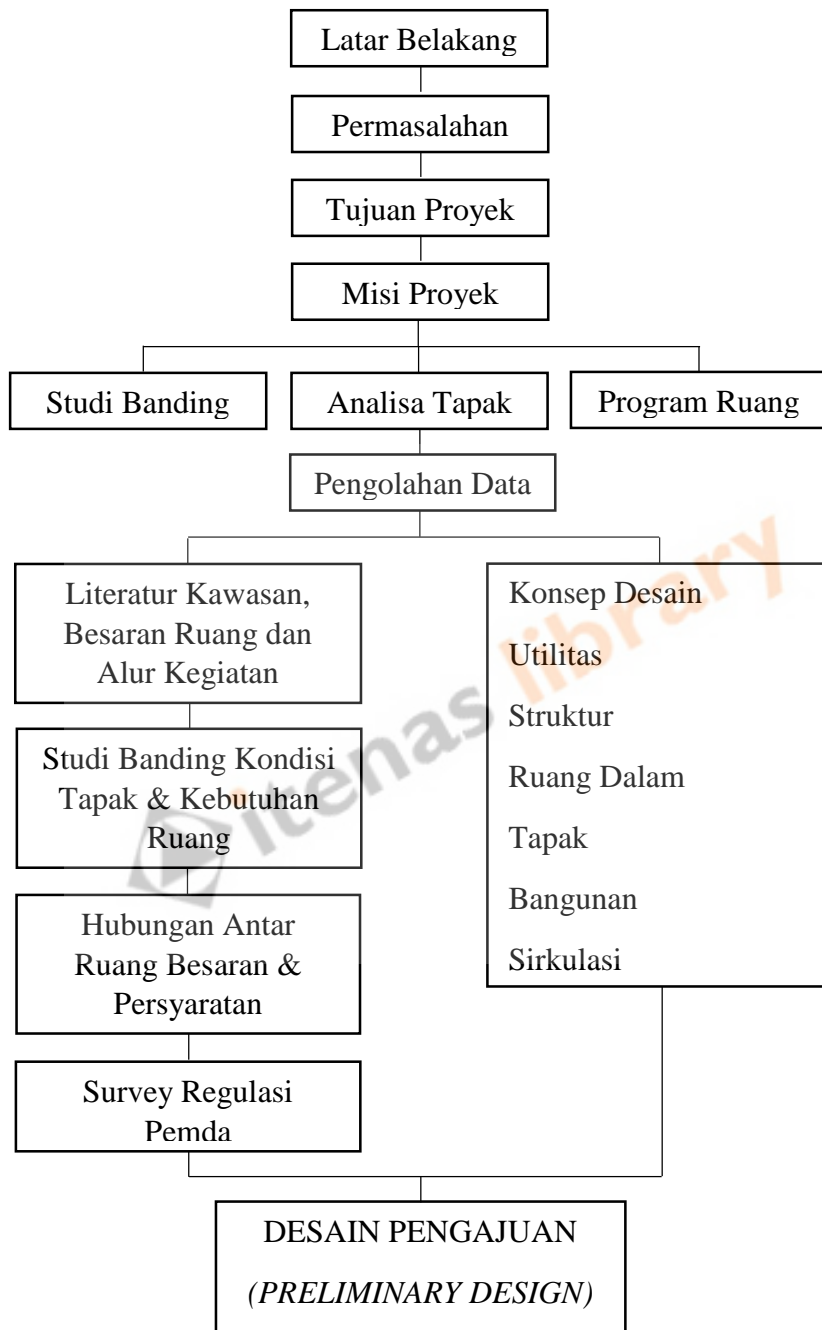 Latar Belakang
Permasalahan
Tujuan Proyek
Misi Proyek
Studi Banding
Analisa Tapak
Program Ruang
Pengolahan Data
Literatur Kawasan,
Besaran Ruang dan
Alur Kegiatan
Studi Banding Kondisi
Tapak & Kebutuhan
Ruang
Hubungan Antar
Ruang Besaran &
Persyaratan
Survey Regulasi
Pemda
Konsep Desain
Utilitas
Struktur
Ruang Dalam
Tapak
Bangunan
Sirkulasi
DESAIN PENGAJUAN
(PRELIMINARY DESIGN)
itenas library